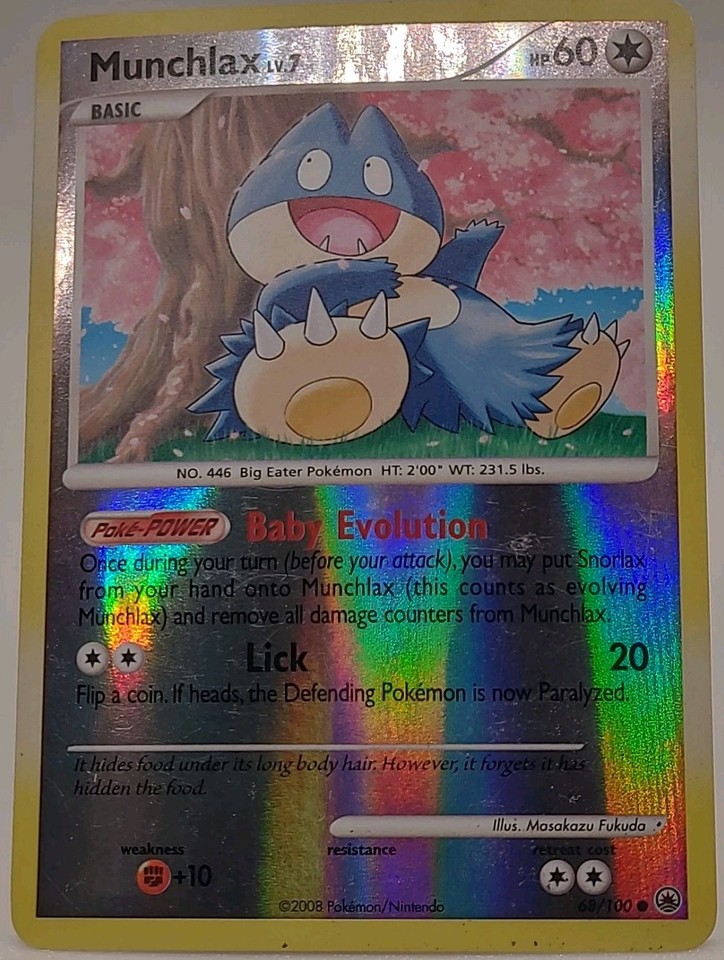 Munchlax LV.7 HP 60
BASIC
NO. 446 Big Eater Pokémon HT: 2'00" WT: 231.5 lbs.
Poké-POWER Baby Evolution
Once during your turn (before your attack), you may put Snorlax
from your hand onto Munchlax (this counts as evolving
Munchlax) and remove all damage counters from Munchlax.
Lick 20
Flip a coin. If heads, the Defending Pokémon is now Paralyzed.
It hides food under its long body hair. However, it forgets it has
hidden the food.
Illus. Masakazu Fukuda
weakness resistance retreat cost
+10
©2008 Pokémon/Nintendo 68/100